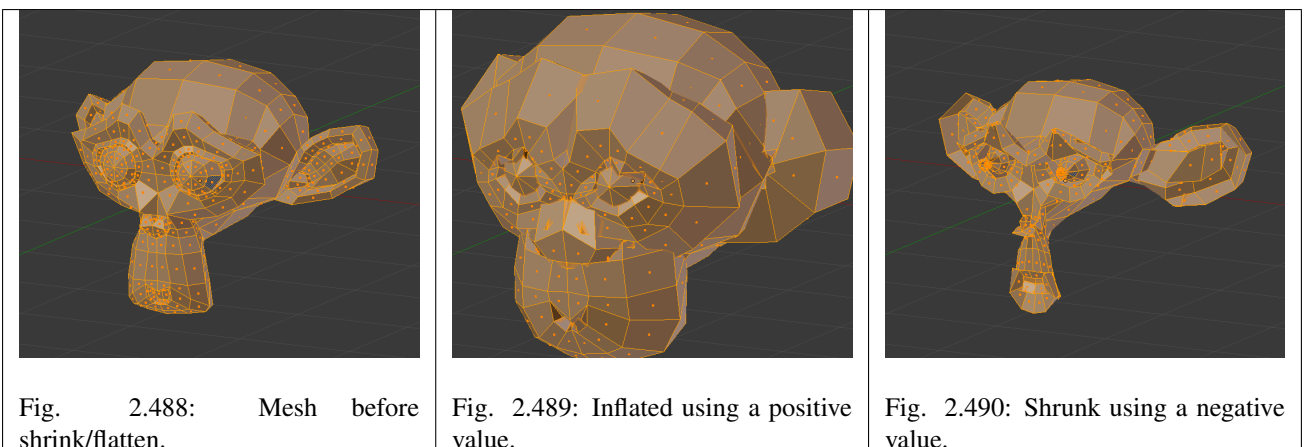 Fig. 2.488: Mesh before
shrink/flatten.
Fig. 2.489: Inflated using a positive
value.
Fig. 2.490: Shrunk using a negative
value.